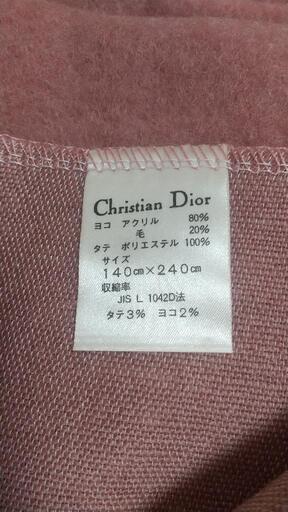 Christian Dior
ヨコ アクリル 80%
毛 20%
タテ ポリエステル 100%
サイズ
140㎝×240㎝
収縮率
JIS L 1042D法
タテ3% ヨコ2%